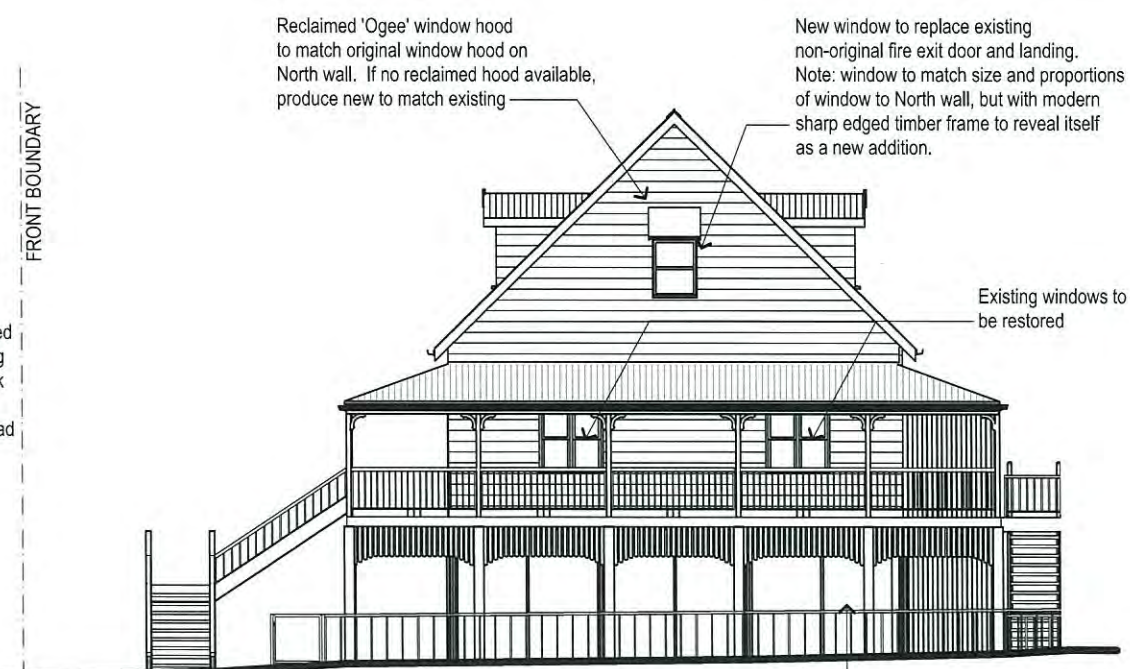 Reclaimed 'Ogee' window hood
to match original window hood on
North wall. If no reclaimed hood available,
produce new to match existing
New window to replace existing
non-original fire exit door and landing.
Note: window to match size and proportions
of window to North wall, but with modern
sharp edged timber frame to reveal itself
as a new addition.
FRONT BOUNDARY
Existing windows to
be restored